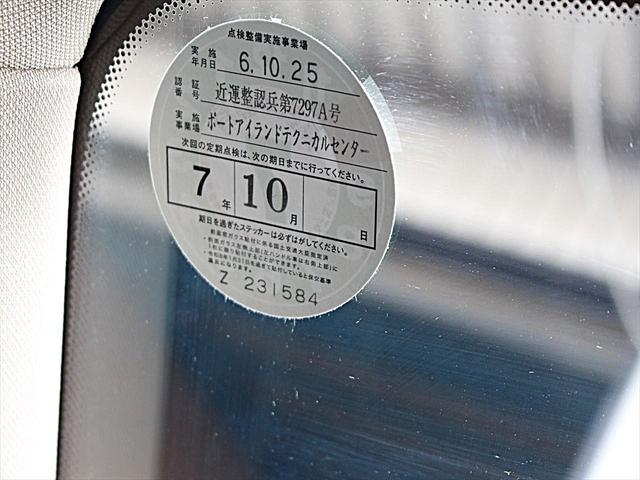 点検整備実施事業場
実施年月日 6.10.25
認証番号 近運整認兵第7297A号
実施事業場 ポートアイランドテクニカルセンター
次回の定期点検は、次の期日までに行ってください。
7年 10月 日
期日を過ぎたステッカーは必ずはがしてください。
Z 231584